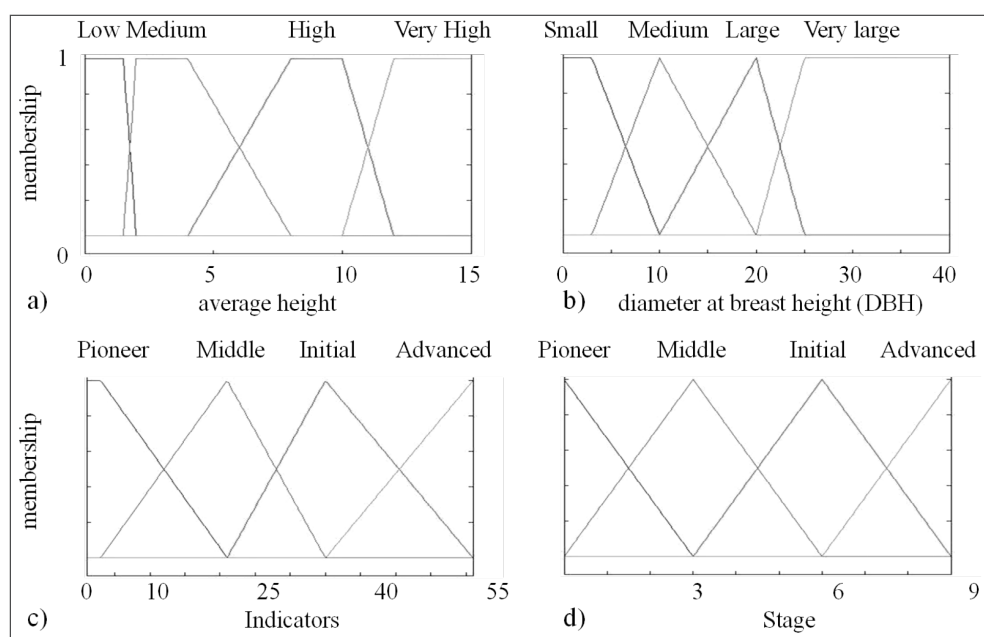 Low Medium High Very High
1
membership
0
0 5 10 15
a) average height
Small Medium Large Very large
0 10 20 30 40
b) diameter at breast height (DBH)
Pioneer Middle Initial Advanced
membership
0 10 25 40 55
c) Indicators
Pioneer Middle Initial Advanced
3 6 9
d) Stage